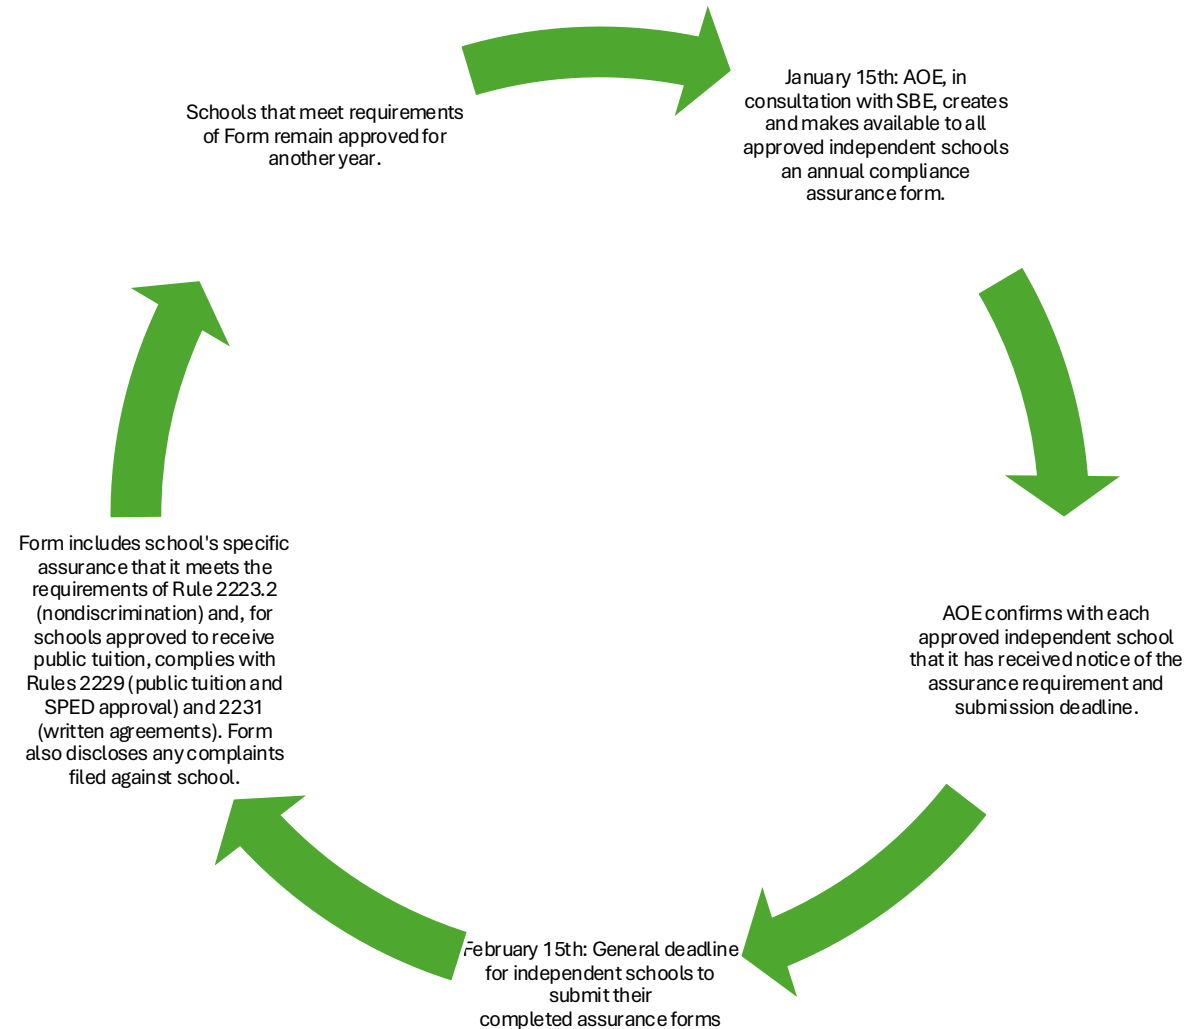 Schools that meet requirements
of Form remain approved for
another year.
January 15th: AOE, in
consultation with SBE, creates
and makes available to all
approved independent schools
an annual compliance
assurance form.
AOE confirms with each
approved independent school
that it has received notice of the
assurance requirement and
submission deadline.
February 15th: General deadline
for independent schools to
submit their
completed assurance forms
Form includes school's specific
assurance that it meets the
requirements of Rule 2223.2
(nondiscrimination) and, for
schools approved to receive
public tuition, complies with
Rules 2229 (public tuition and
SPED approval) and 2231
(written agreements). Form
also discloses any complaints
filed against school.